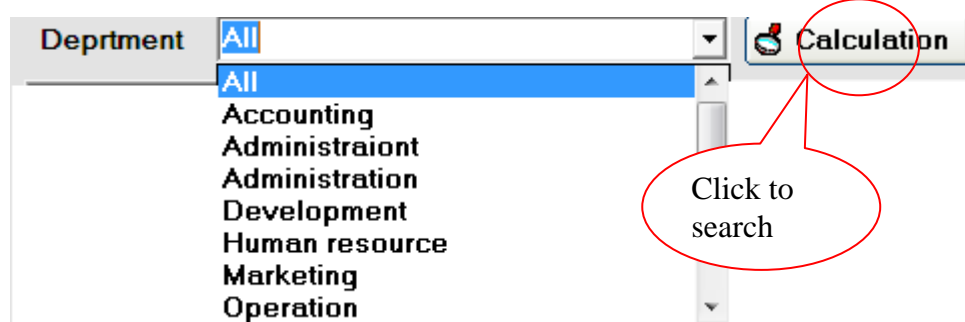 Deprtment All Calculation
All
Accounting
Administraiont
Administration
Development
Human resource
Marketing
Operation
Click to
search